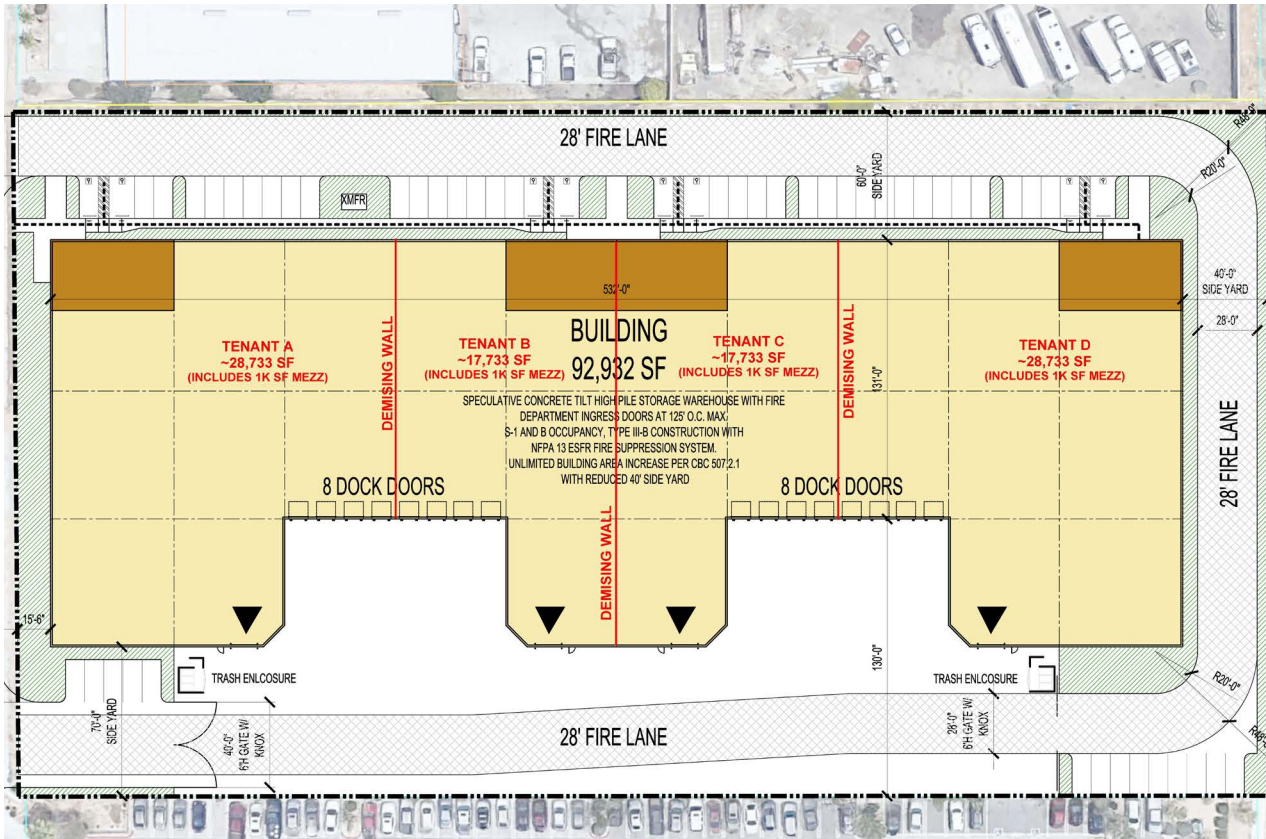 28' FIRE LANE
R48'-0"
R20'-0"
60'-0"
SIDE YARD
XMFR
40'-0"
SIDE YARD
28'-0"
532'-0"
BUILDING
92,932 SF
TENANT A
~28,733 SF
(INCLUDES 1K SF MEZZ)
DEMISING WALL
TENANT B
~17,733 SF
(INCLUDES 1K SF MEZZ)
TENANT C
~17,733 SF
(INCLUDES 1K SF MEZZ)
DEMISING WALL
131'-0"
TENANT D
~28,733 SF
(INCLUDES 1K SF MEZZ)
SPECULATIVE CONCRETE TILT HIGH PILE STORAGE WAREHOUSE WITH FIRE
DEPARTMENT INGRESS DOORS AT 125' O.C. MAX.
S-1 AND B OCCUPANCY, TYPE III-B CONSTRUCTION WITH
NFPA 13 ESFR FIRE SUPPRESSION SYSTEM.
UNLIMITED BUILDING AREA INCREASE PER CBC 507.2.1
WITH REDUCED 40' SIDE YARD
8 DOCK DOORS
8 DOCK DOORS
28' FIRE LANE
DEMISING WALL
15'-6"
130'-0"
TRASH ENLCOSURE
TRASH ENLCOSURE
R20'-0"
70'-0"
SIDE YARD
40'-0"
6'H GATE W/
KNOX
28' FIRE LANE
28'-0"
6'H GATE W/
KNOX